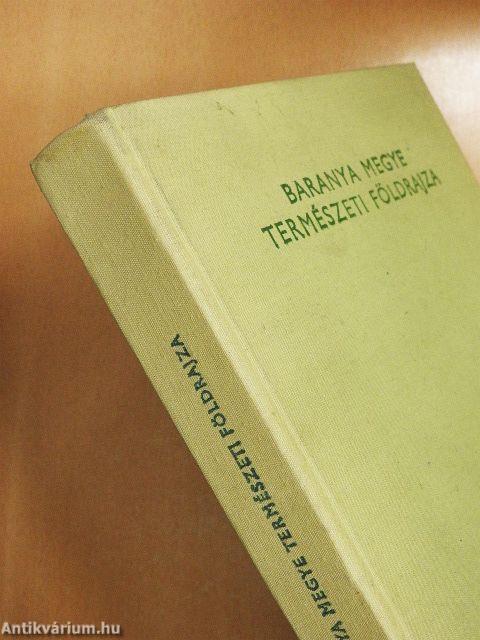 BARANYA MEGYE
TERMÉSZETI FÖLDRAJZA
YA MEGYE TERMÉSZETI FÖLDRAJZA
Antikvárium.hu